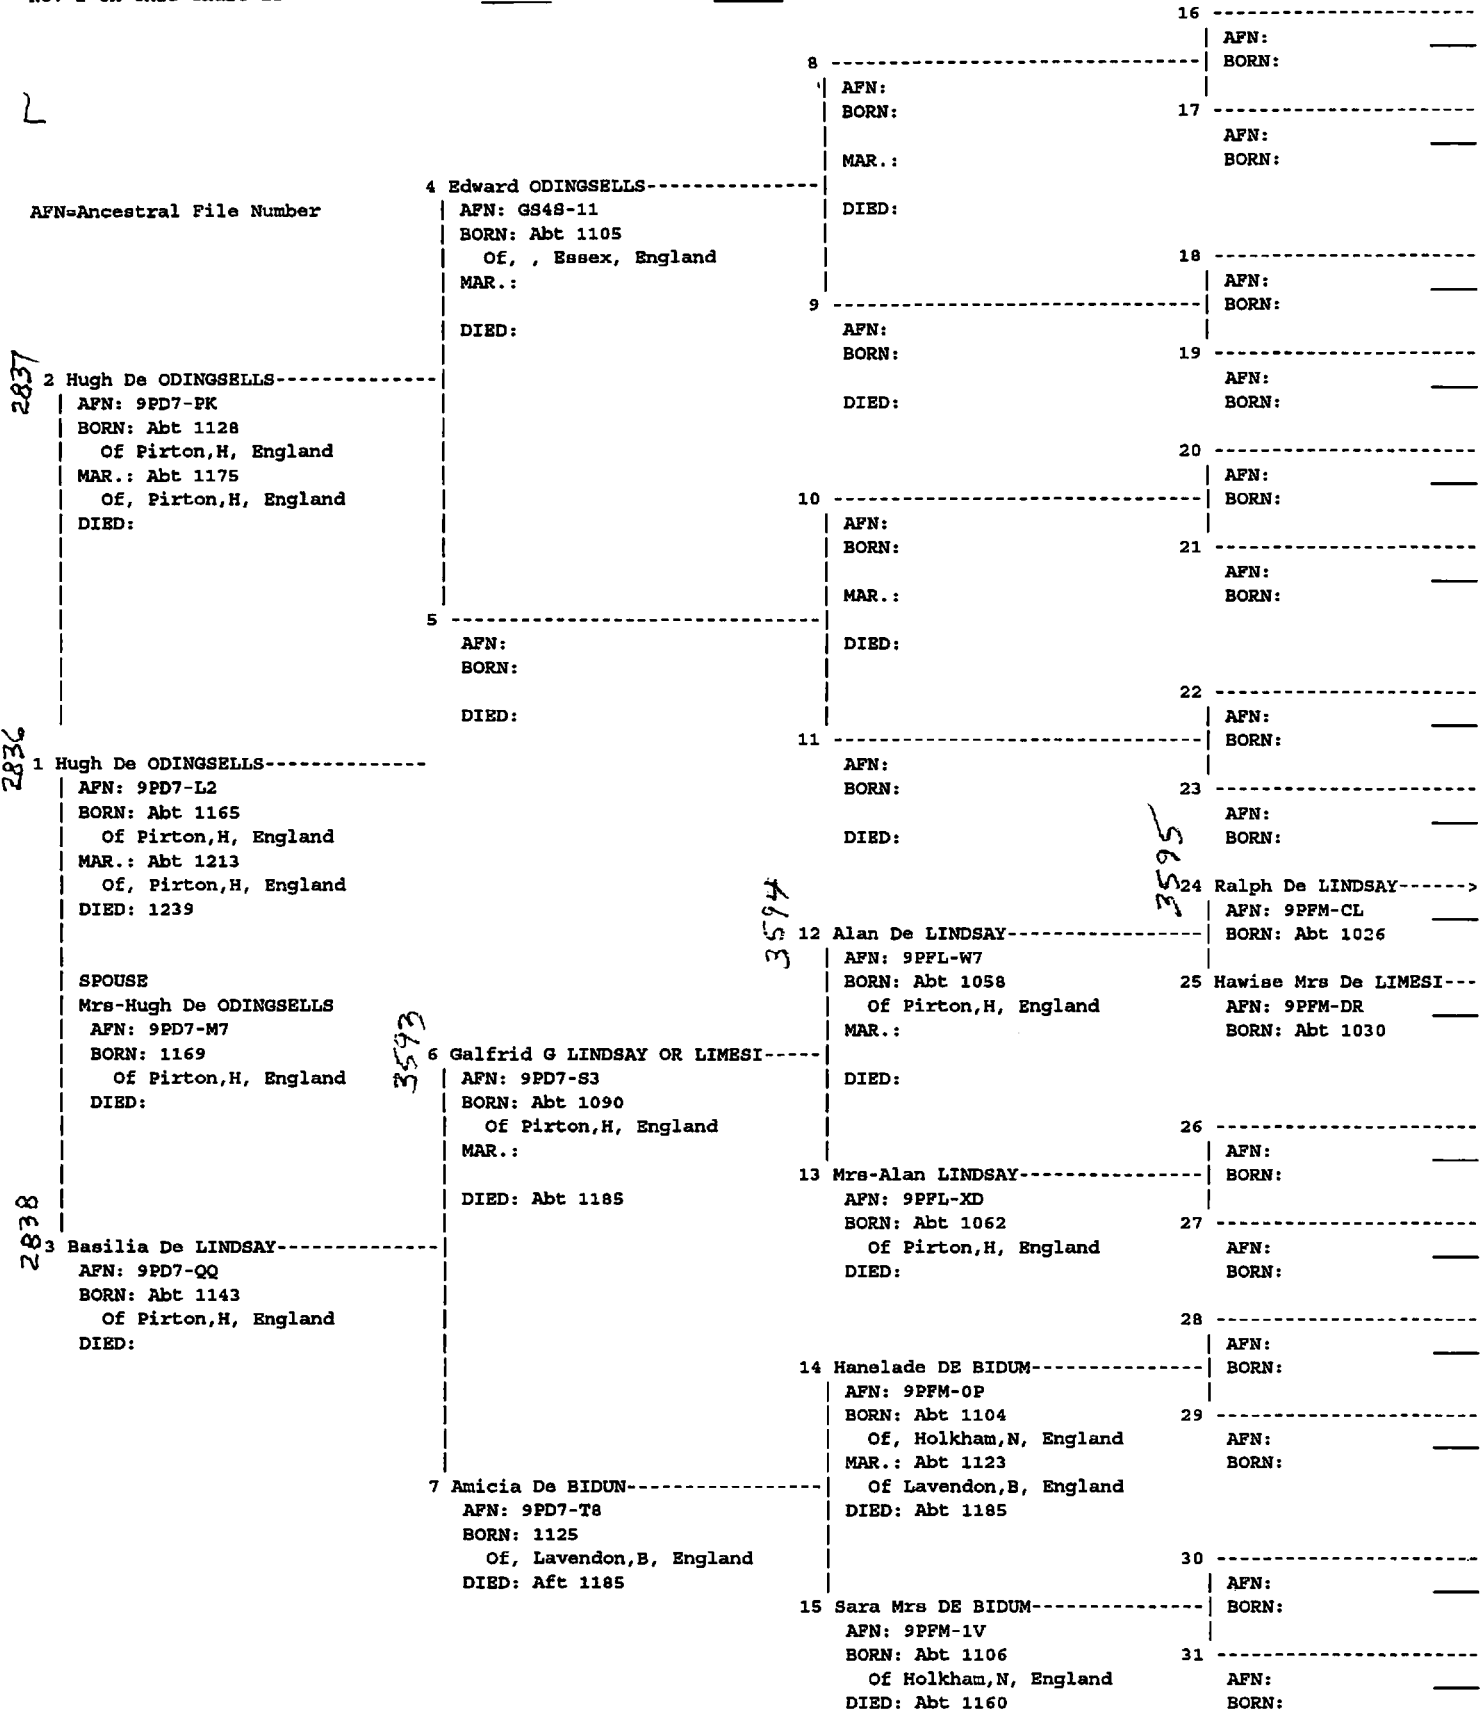 16 ----------------------
AFN:
BORN:
8 ----------------------
AFN:
BORN:
MAR.:
DIED:
17 ----------------------
AFN:
BORN:
L
4 Edward ODINGSELLS--------------
AFN: GS4S-11
BORN: Abt 1105
Of, , Essex, England
MAR.:
DIED:
AFN=Ancestral File Number
18 ----------------------
AFN:
BORN:
9 ----------------------
AFN:
BORN:
DIED:
19 ----------------------
AFN:
BORN:
2837
2 Hugh De ODINGSELLS--------------
AFN: 9PD7-PK
BORN: Abt 1128
Of Pirton,H, England
MAR.: Abt 1175
Of, Pirton,H, England
DIED:
20 ----------------------
AFN:
BORN:
10 ----------------------
AFN:
BORN:
MAR.:
DIED:
21 ----------------------
AFN:
BORN:
5 ----------------------
AFN:
BORN:
DIED:
22 ----------------------
AFN:
BORN:
11 ----------------------
AFN:
BORN:
DIED:
23 ----------------------
AFN:
BORN:
2836
1 Hugh De ODINGSELLS--------------
AFN: 9PD7-L2
BORN: Abt 1165
Of Pirton,H, England
MAR.: Abt 1213
Of, Pirton,H, England
DIED: 1239
SPOUSE
Mrs-Hugh De ODINGSELLS
AFN: 9PD7-M7
BORN: 1169
Of Pirton,H, England
DIED:
3595
24 Ralph De LINDSAY------>
AFN: 9PFM-CL
BORN: Abt 1026
3594
12 Alan De LINDSAY----------------
AFN: 9PFL-W7
BORN: Abt 1058
Of Pirton,H, England
MAR.:
DIED:
25 Hawise Mrs De LIMESI---
AFN: 9PFM-DR
BORN: Abt 1030
3593
6 Galfrid G LINDSAY OR LIMESI-----
AFN: 9PD7-S3
BORN: Abt 1090
Of Pirton,H, England
MAR.:
DIED: Abt 1185
26 ----------------------
AFN:
BORN:
13 Mrs-Alan LINDSAY---------------
AFN: 9PFL-XD
BORN: Abt 1062
Of Pirton,H, England
DIED:
27 ----------------------
AFN:
BORN:
2838
3 Basilia De LINDSAY-------------
AFN: 9PD7-QQ
BORN: Abt 1143
Of Pirton,H, England
DIED:
28 ----------------------
AFN:
BORN:
14 Hanelade DE BIDUM--------------
AFN: 9PFM-0P
BORN: Abt 1104
Of, Holkham,N, England
MAR.: Abt 1123
Of Lavendon,B, England
DIED: Abt 1185
29 ----------------------
AFN:
BORN:
7 Amicia De BIDUN----------------
AFN: 9PD7-T8
BORN: 1125
Of, Lavendon,B, England
DIED: Aft 1185
30 ----------------------
AFN:
BORN:
15 Sara Mrs DE BIDUM--------------
AFN: 9PFM-1V
BORN: Abt 1106
Of Holkham,N, England
DIED: Abt 1160
31 ----------------------
AFN:
BORN: